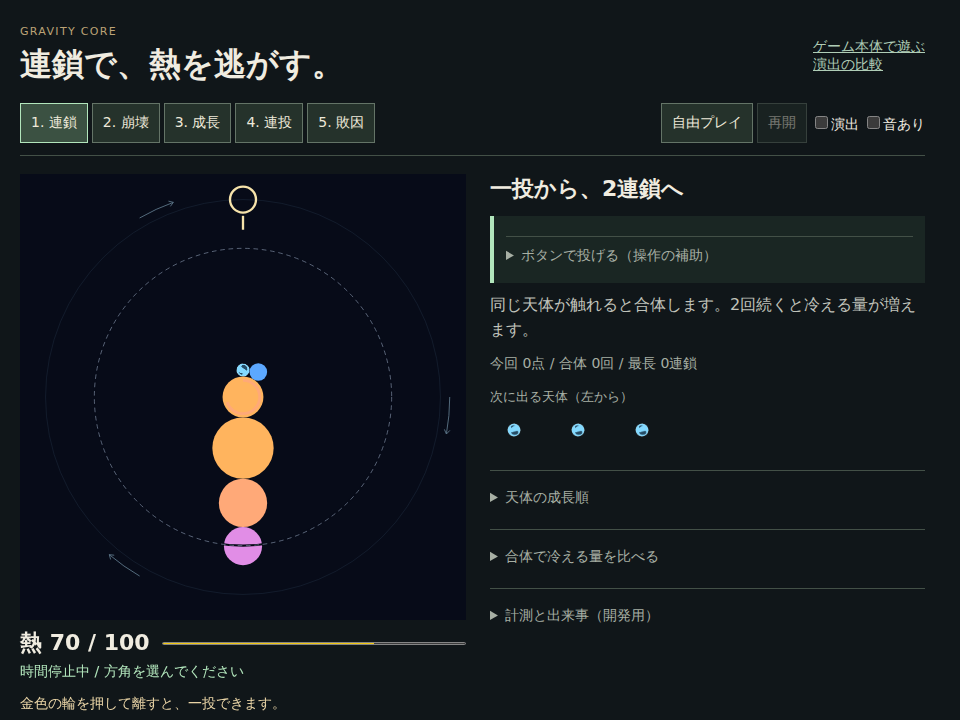 GRAVITY CORE
連鎖で、熱を逃がす。
ゲーム本体で遊ぶ
演出の比較
1. 連鎖
2. 崩壊
3. 成長
4. 連投
5. 敗因
自由プレイ
再開
演出
音あり
一投から、2連鎖へ
ボタンで投げる（操作の補助）
同じ天体が触れると合体します。2回続くと冷える量が増え
ます。
今回 0点 / 合体 0回 / 最長 0連鎖
次に出る天体（左から）
天体の成長順
合体で冷える量を比べる
計測と出来事（開発用）
熱 70 / 100
時間停止中 / 方角を選んでください
金色の輪を押して離すと、一投できます。